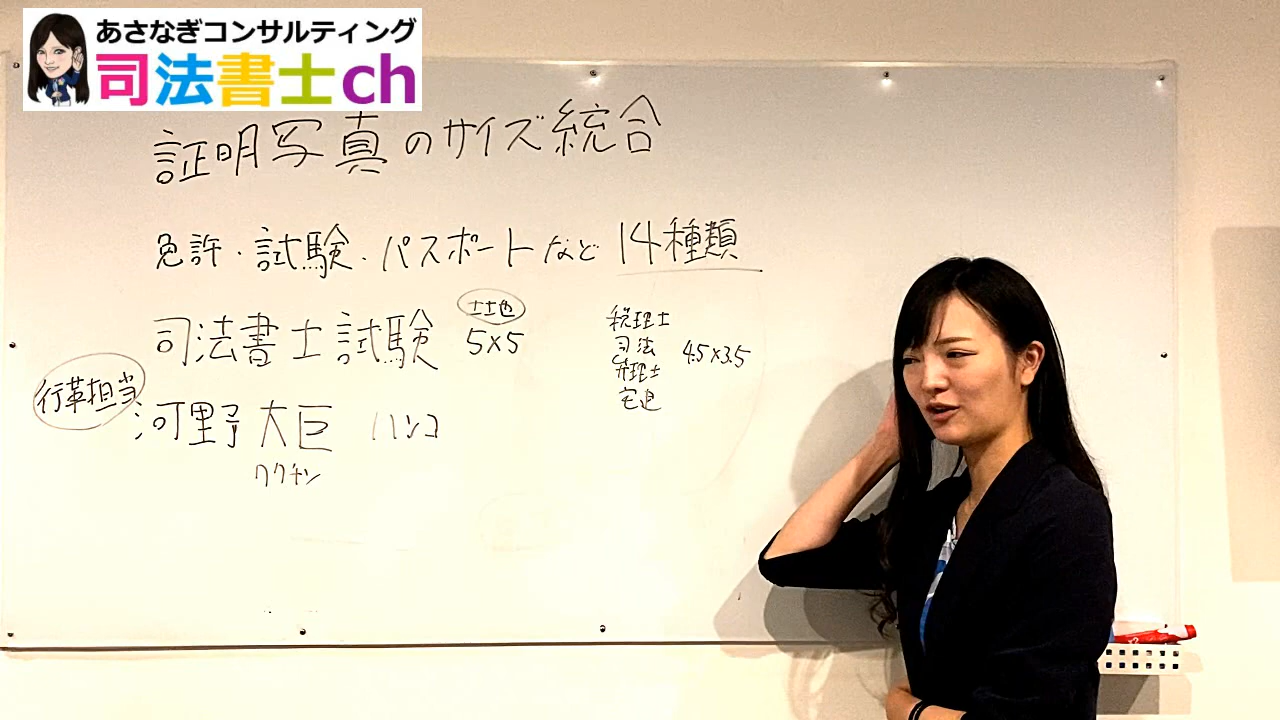 あさなぎコンサルティング
司法書士ch
証明写真のサイズ統合
免許・試験・パスポートなど 14種類
司法書士試験 5×5
税理士
司法 4.5×3.5
弁理士
宅建
行革担当
河野大臣 ハンコ
ワクチン